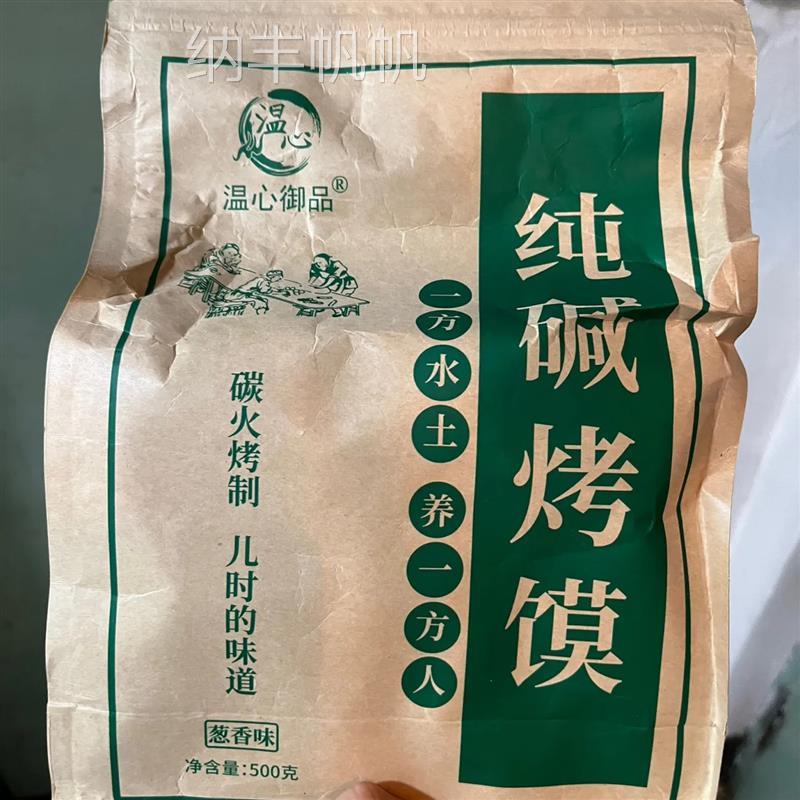 纳丰帆帆
温心
温心御品®
纯碱烤馍
一方水土 养一方人
碳火烤制 儿时的味道
葱香味
净含量:500克